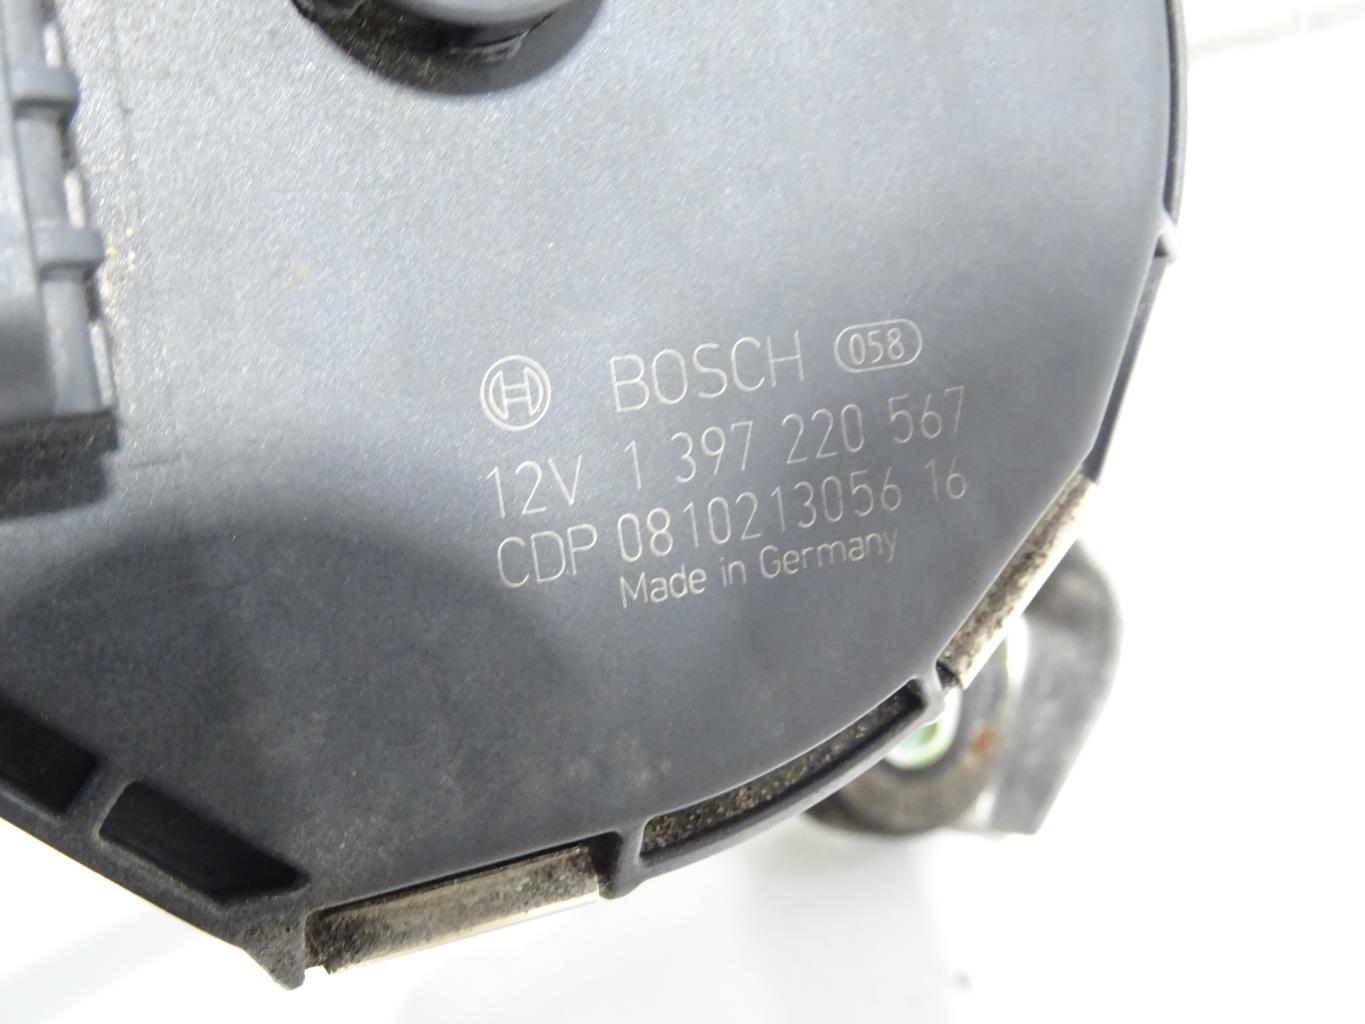 BOSCH 058
12V 1 397 220 567
CDP 0810213056 16
Made in Germany